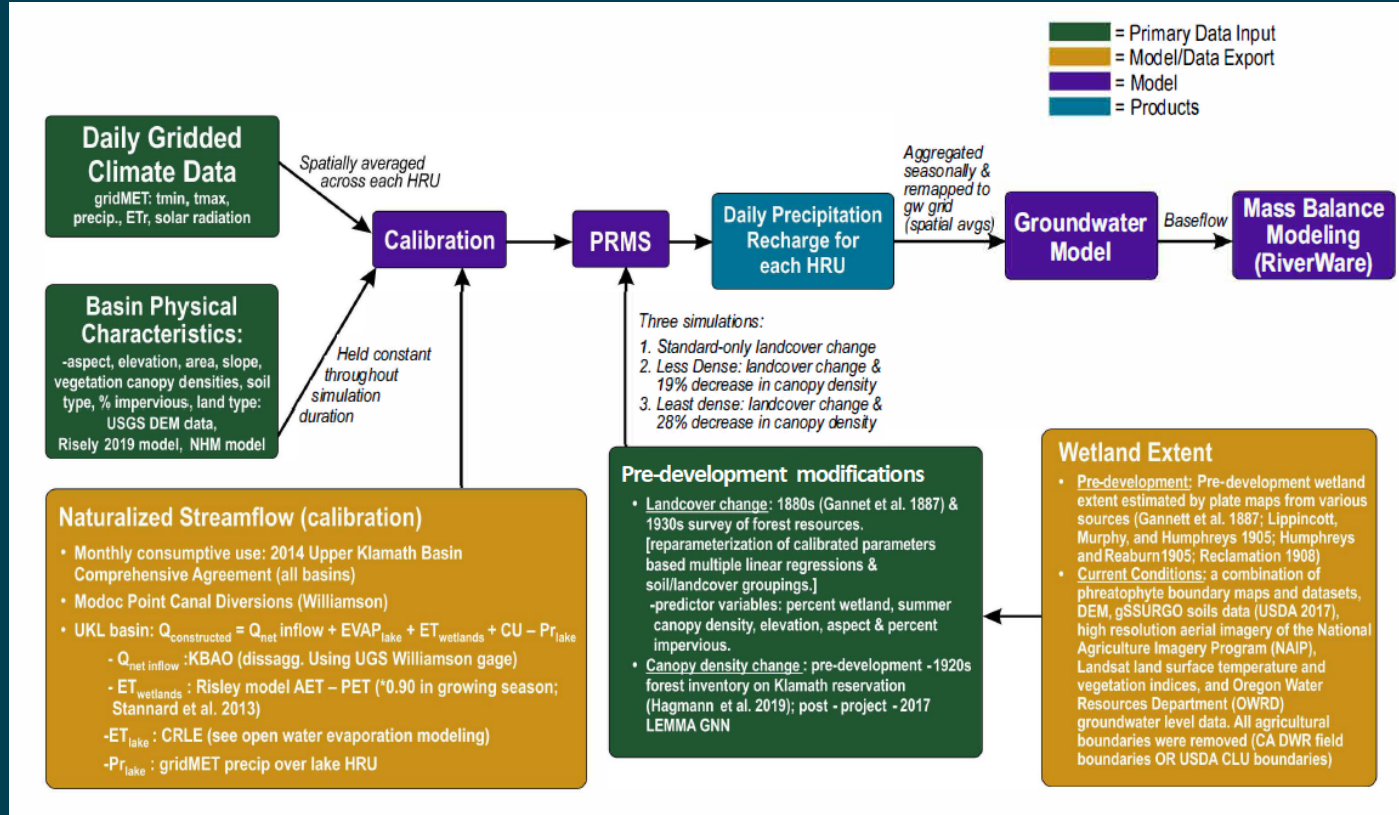 = Primary Data Input
= Model/Data Export
= Model
= Products
Daily Gridded
Climate Data
gridMET: tmin, tmax,
precip., ETr, solar radiation
Spatially averaged
across each HRU
Calibration
PRMS
Daily Precipitation
Recharge for
each HRU
Aggregated
seasonally &
remapped to
gw grid
(spatial avgs)
Groundwater
Model
Baseflow
Mass Balance
Modeling
(RiverWare)
Basin Physical
Characteristics:
-aspect, elevation, area, slope,
vegetation canopy densities, soil
type, % impervious, land type:
USGS DEM data,
Risely 2019 model, NHM model
Held constant
throughout
simulation
duration
Three simulations:
1. Standard-only landcover change
2. Less Dense: landcover change &
19% decrease in canopy density
3. Least dense: landcover change &
28% decrease in canopy density
Naturalized Streamflow (calibration)
• Monthly consumptive use: 2014 Upper Klamath Basin
Comprehensive Agreement (all basins)
• Modoc Point Canal Diversions (Williamson)
• UKL basin: Qconstructed = Qnet inflow + EVAPlake + ETwetlands + CU – Prlake
- Qnet inflow :KBAO (dissagg. Using UGS Williamson gage)
- ETwetlands : Risley model AET – PET (*0.90 in growing season;
Stannard et al. 2013)
-ETlake : CRLE (see open water evaporation modeling)
-Prlake : gridMET precip over lake HRU
Pre-development modifications
• Landcover change: 1880s (Gannet et al. 1887) &
1930s survey of forest resources.
[reparameterization of calibrated parameters
based multiple linear regressions &
soil/landcover groupings.]
-predictor variables: percent wetland, summer
canopy density, elevation, aspect & percent
impervious.
• Canopy density change : pre-development - 1920s
forest inventory on Klamath reservation
(Hagmann et al. 2019); post - project - 2017
LEMMA GNN
Wetland Extent
• Pre-development: Pre-development wetland
extent estimated by plate maps from various
sources (Gannett et al. 1887; Lippincott,
Murphy, and Humphreys 1905; Humphreys
and Reaburn 1905; Reclamation 1908)
• Current Conditions: a combination of
phreatophyte boundary maps and datasets,
DEM, gSSURGO soils data (USDA 2017),
high resolution aerial imagery of the National
Agriculture Imagery Program (NAIP),
Landsat land surface temperature and
vegetation indices, and Oregon Water
Resources Department (OWRD)
groundwater level data. All agricultural
boundaries were removed (CA DWR field
boundaries OR USDA CLU boundaries)